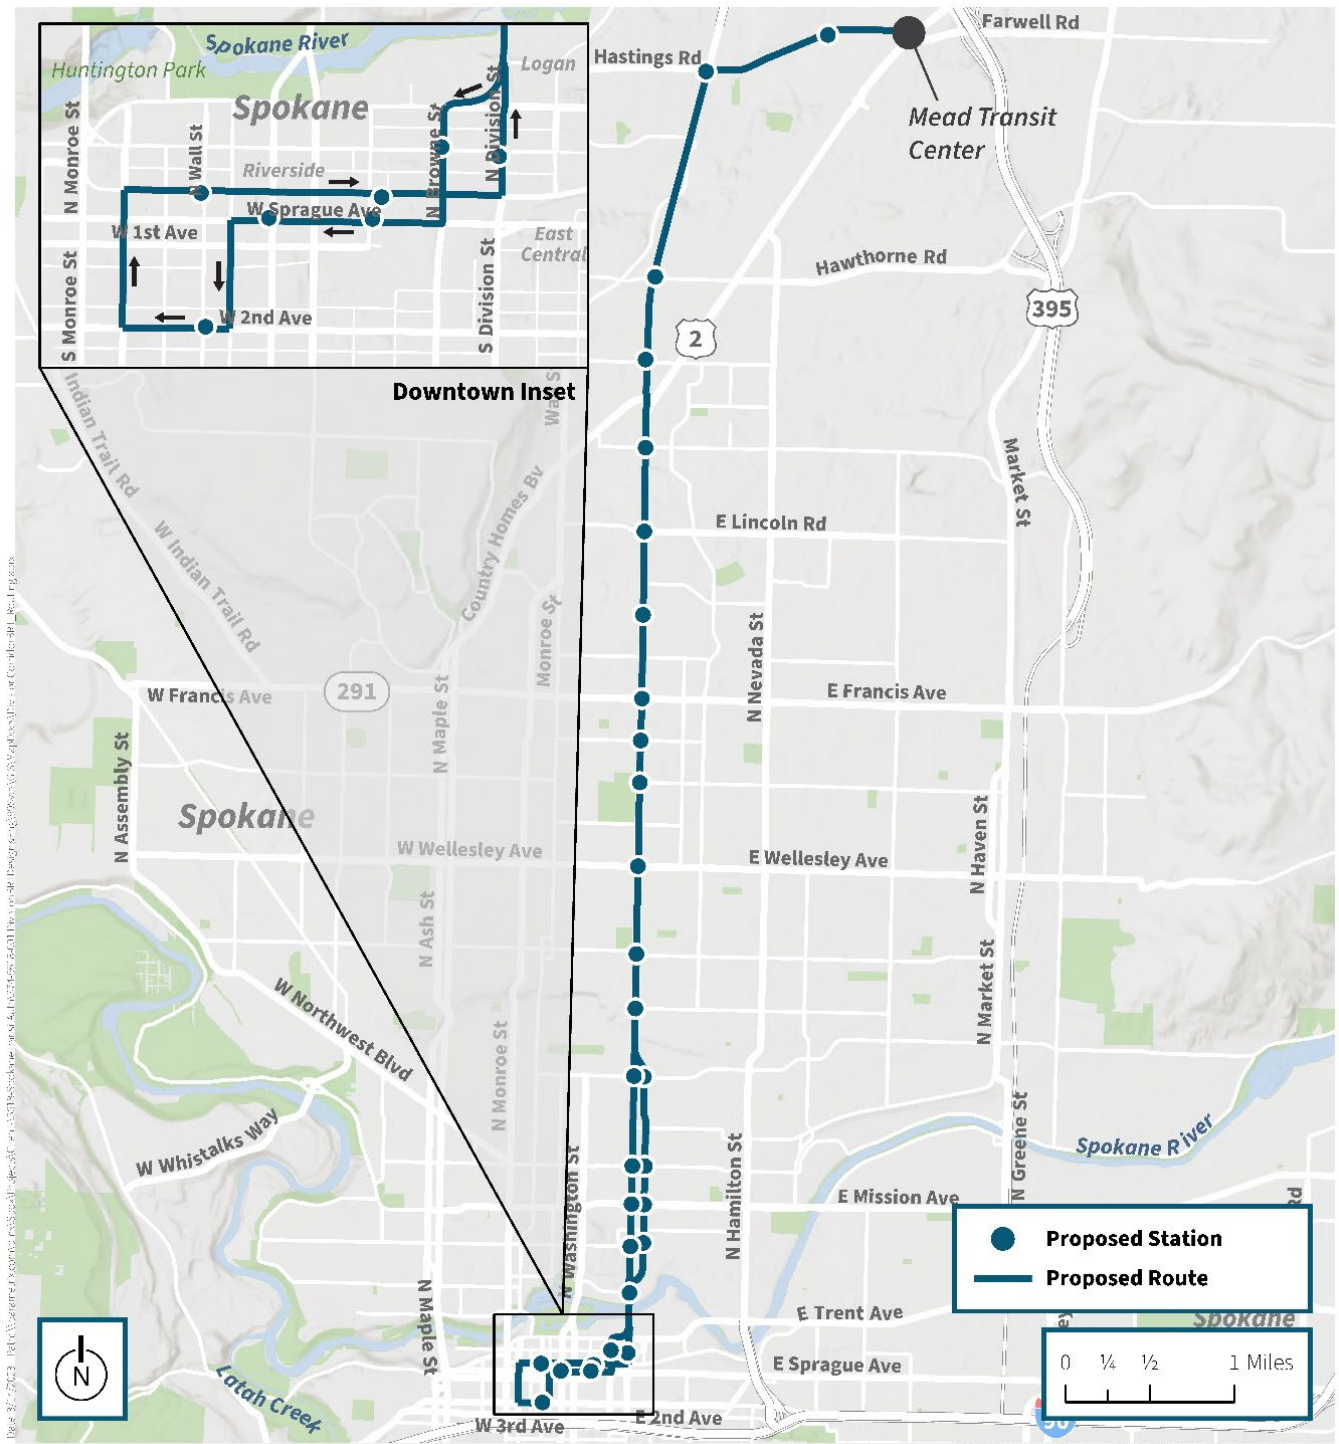 Farwell Rd
Hastings Rd
Mead Transit
Center
Spokane River
Huntington Park
Logan
Spokane
N Monroe St
N Wall St
Riverside
N Browne St
N Division St
W Sprague Ave
W 1st Ave
East
Central
S Monroe St
S Division St
W 2nd Ave
Downtown Inset
Hawthorne Rd
395
2
Indian Trail Rd
W Indian Trail Rd
Country Homes Bv
Market St
E Lincoln Rd
Monroe St
N Nevada St
W Francis Ave
291
N Maple St
E Francis Ave
N Assembly St
Spokane
W Wellesley Ave
E Wellesley Ave
N Haven St
N Ash St
N Market St
W Northwest Blvd
N Monroe St
N Greene St
Spokane River
W Whistalks Way
N Washington St
N Hamilton St
E Mission Ave
Rd
Proposed Station
Proposed Route
N Maple St
E Trent Ave
ey
Spokane
E Sprague Ave
0 ¼ ½ 1 Miles
N
Latah Creek
W 3rd Ave
E 2nd Ave
90